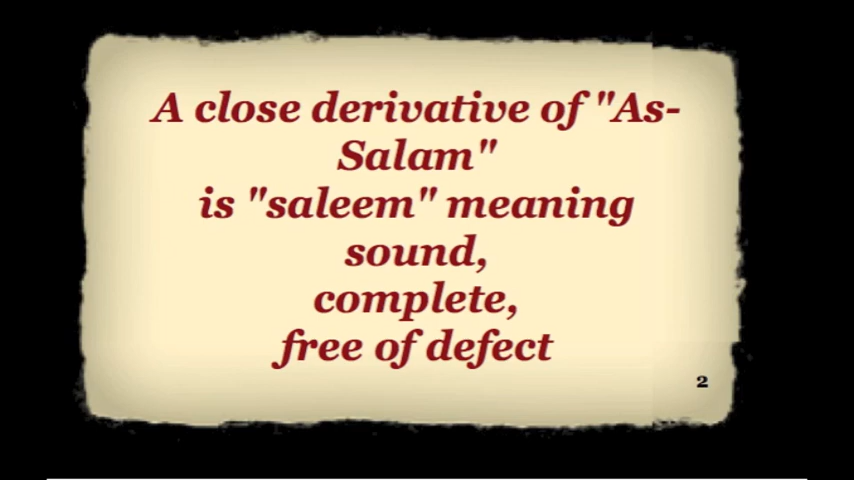 A close derivative of "As-
Salam"
is "saleem" meaning
sound,
complete,
free of defect
2